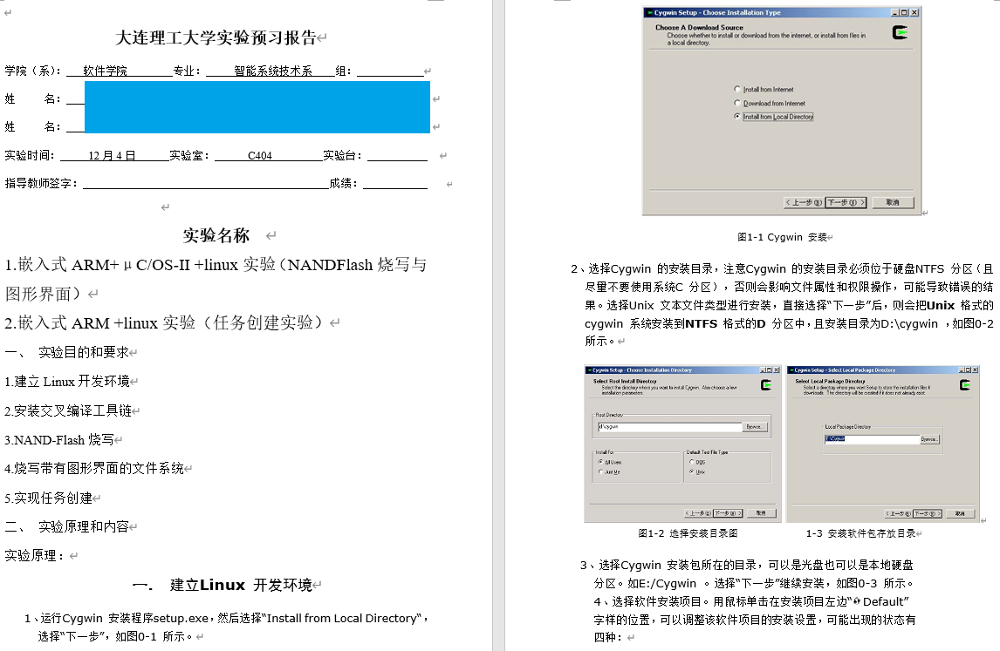 大连理工大学实验预习报告
学院（系）： 软件学院 专业： 智能系统技术系 组：
姓 名：
姓 名：
实验时间： 12月4日 实验室： C404 实验台：
指导教师签字： 成绩：
实验名称
1.嵌入式 ARM+ μC/OS-II +linux 实验（NANDFlash 烧写与
图形界面）
2.嵌入式 ARM +linux 实验（任务创建实验）
一、 实验目的和要求
1.建立 Linux 开发环境
2.安装交叉编译工具链
3.NAND-Flash 烧写
4.烧写带有图形界面的文件系统
5.实现任务创建
二、 实验原理和内容
实验原理：
一． 建立Linux 开发环境
1、运行Cygwin 安装程序setup.exe，然后选择“Install from Local Directory“，
选择“下一步”，如图0-1 所示。
Cygwin Setup - Choose Installation Type
Choose A Download Source
Choose whether to install or download from the internet, or install from files in
a local directory.
Install from Internet
Download from Internet
Install from Local Directory
< 上一步(B) 下一步(N) > 取消
图1-1 Cygwin 安装
2、选择Cygwin 的安装目录，注意Cygwin 的安装目录必须位于硬盘NTFS 分区（且
尽量不要使用系统C 分区），否则会影响文件属性和权限操作，可能导致错误的结
果。选择Unix 文本文件类型进行安装，直接选择“下一步”后，则会把Unix 格式的
cygwin 系统安装到NTFS 格式的D 分区中，且安装目录为D:\cygwin ，如图0-2
所示。
Cygwin Setup - Choose Installation Directory
Select Root Install Directory
Select the directory where you want to install Cygwin. Also choose a few
installation parameters.
Root Directory
d:\cygwin Browse...
Install For
All Users
Just Me
Default Text File Type
DOS
Unix
< 上一步(B) 下一步(N) > 取消
Cygwin Setup - Select Local Package Directory
Select Local Package Directory
Select a directory where you want Setup to store the installation files it
downloads. The directory will be created if it does not already exist.
Local Package Directory
E:\Cygwin Browse...
< 上一步(B) 下一步(N) > 取消
图1-2 选择安装目录图
1-3 安装软件包存放目录
3、选择Cygwin 安装包所在的目录，可以是光盘也可以是本地硬盘
分区。如E:/Cygwin 。选择“下一步”继续安装，如图0-3 所示。
4、选择软件安装项目。用鼠标单击在安装项目左边“Default”
字样的位置，可以调整该软件项目的安装设置，可能出现的状态有
四种：